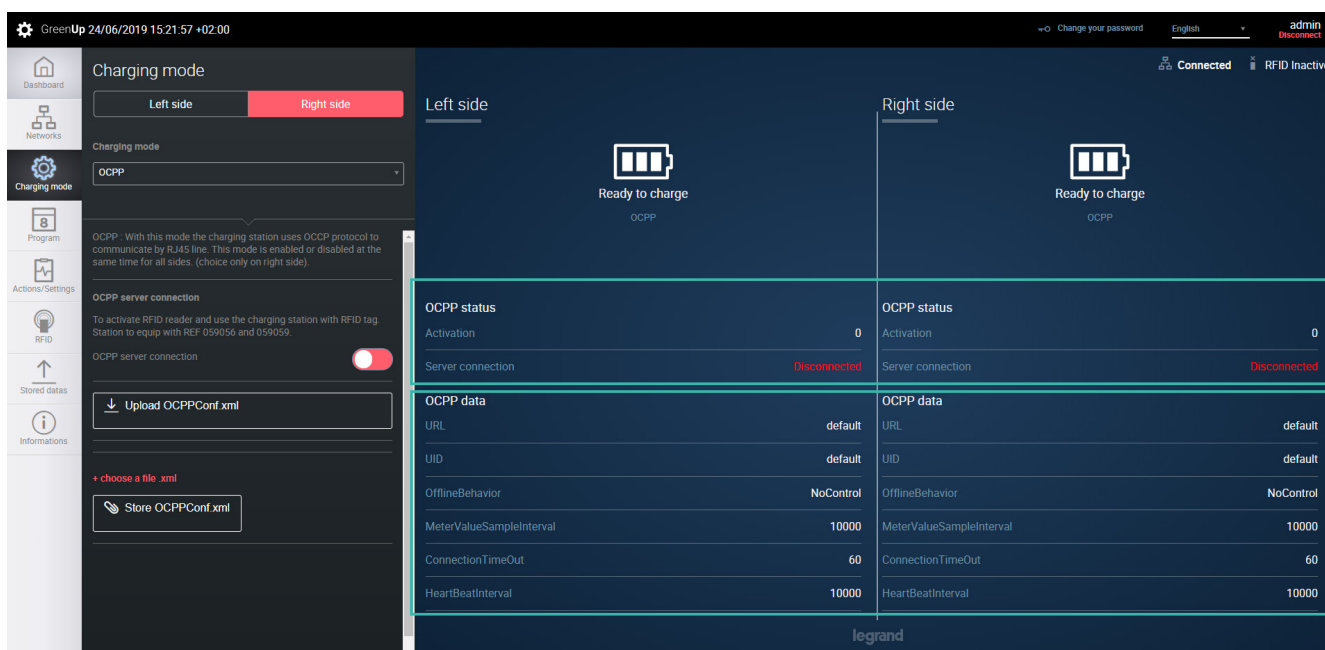 GreenUp 24/06/2019 15:21:57 +02:00
Change your password
English
admin
Disconnect
Dashboard
Networks
Charging mode
8
Program
Actions/Settings
RFID
Stored datas
Informations
Charging mode
Left side
Right side
Charging mode
OCPP
OCPP : With this mode the charging station uses OCCP protocol to
communicate by RJ45 line. This mode is enabled or disabled at the
same time for all sides. (choice only on right side).
OCPP server connection
To activate RFID reader and use the charging station with RFID tag.
Station to equip with REF 059056 and 059059.
OCPP server connection
Upload OCPPConf.xml
+ choose a file .xml
Store OCPPConf.xml
Connected
RFID Inactiv
Left side
Ready to charge
OCPP
OCPP status
Activation 0
Server connection Disconnected
OCPP data
URL default
UID default
OfflineBehavior NoControl
MeterValueSampleInterval 10000
ConnectionTimeOut 60
HeartBeatInterval 10000
Right side
Ready to charge
OCPP
OCPP status
Activation 0
Server connection Disconnected
OCPP data
URL default
UID default
OfflineBehavior NoControl
MeterValueSampleInterval 10000
ConnectionTimeOut 60
HeartBeatInterval 10000
legrand